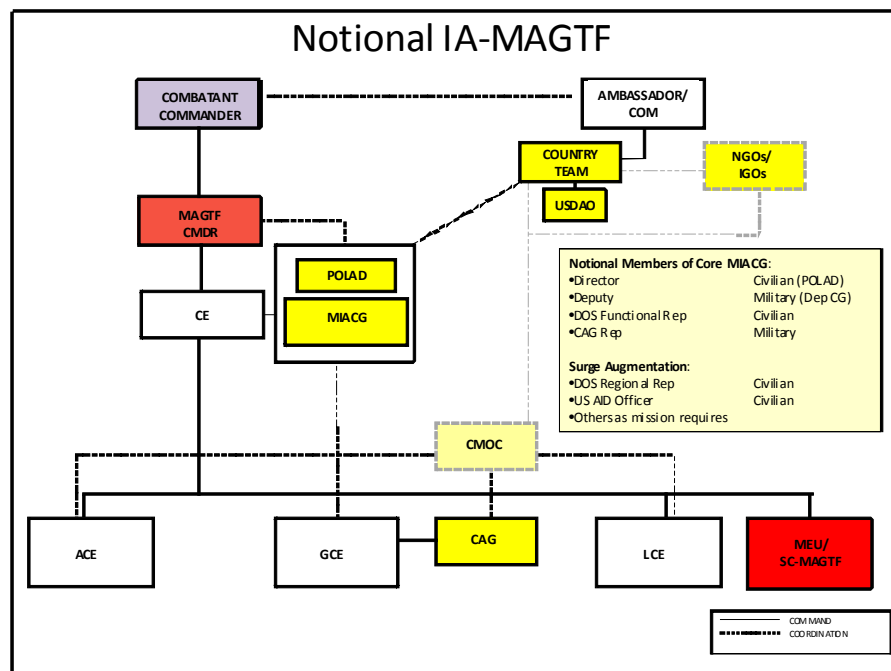 Notional IA-MAGTF
COMBATANT
COMMANDER
AMBASSADOR/
COM
COUNTRY
TEAM
NGOs/
IGOs
USDAO
MAGTF
CMDR
POLAD
MIACG
CE
Notional Members of Core MIACG:
•Director Civilian (POLAD)
•Deputy Military (Dep CG)
•DOS Functional Rep Civilian
•CAG Rep Military
Surge Augmentation:
•DOS Regional Rep Civilian
•US AID Officer Civilian
•Others as mission requires
CMOC
ACE
GCE
CAG
LCE
MEU/
SC-MAGTF
COMMAND
COORDINATION